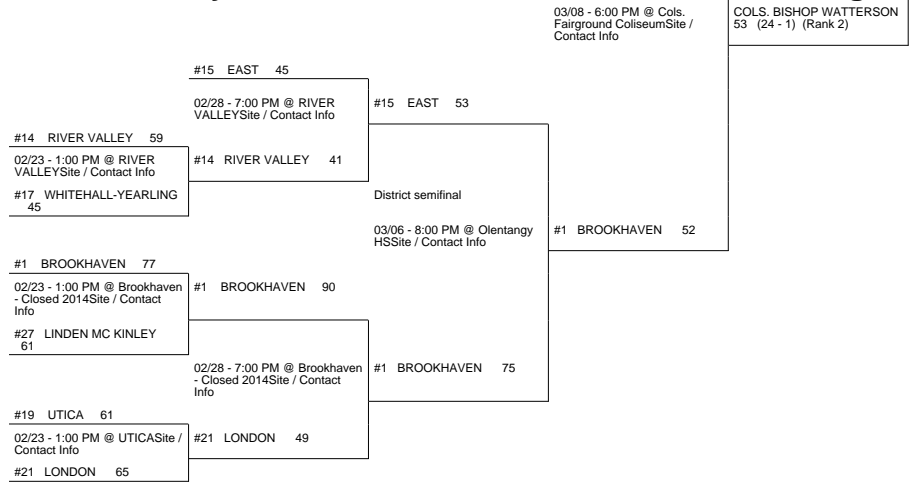 03/08 - 6:00 PM @ Cols.
Fairground ColiseumSite /
Contact Info
COLS. BISHOP WATTERSON
53 (24 - 1) (Rank 2)
#15 EAST 45
02/28 - 7:00 PM @ RIVER
VALLEYSite / Contact Info
#15 EAST 53
#14 RIVER VALLEY 59
02/23 - 1:00 PM @ RIVER
VALLEYSite / Contact Info
#14 RIVER VALLEY 41
#17 WHITEHALL-YEARLING
45
District semifinal
03/06 - 8:00 PM @ Olentangy
HSSite / Contact Info
#1 BROOKHAVEN 52
#1 BROOKHAVEN 77
02/23 - 1:00 PM @ Brookhaven
- Closed 2014Site / Contact
Info
#1 BROOKHAVEN 90
#27 LINDEN MC KINLEY
61
02/28 - 7:00 PM @ Brookhaven
- Closed 2014Site / Contact
Info
#1 BROOKHAVEN 75
#19 UTICA 61
02/23 - 1:00 PM @ UTICASite /
Contact Info
#21 LONDON 49
#21 LONDON 65